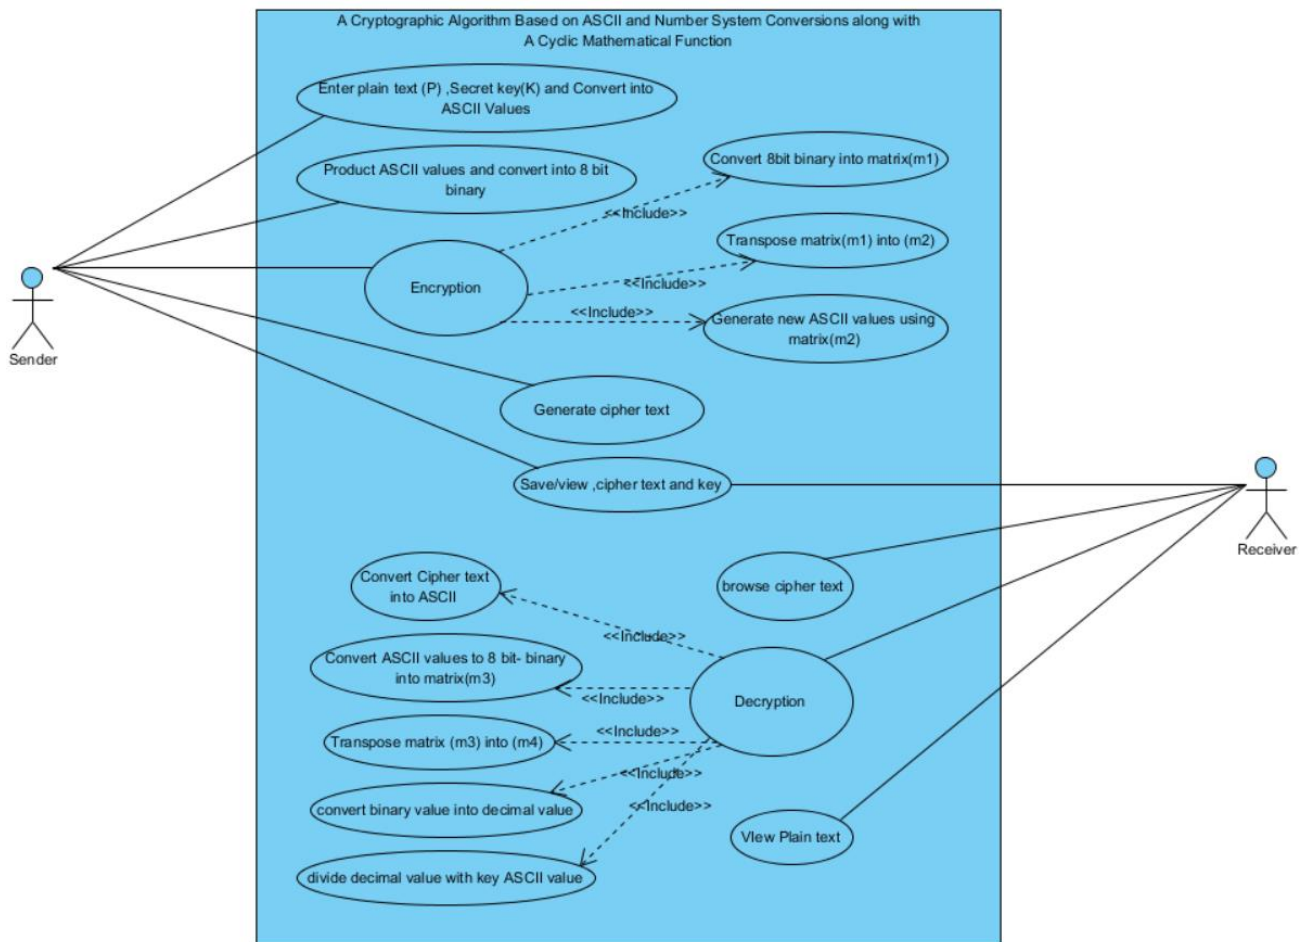 A Cryptographic Algorithm Based on ASCII and Number System Conversions along with
A Cyclic Mathematical Function
Enter plain text (P) ,Secret key(K) and Convert into
ASCII Values
Product ASCII values and convert into 8 bit
binary
Convert 8bit binary into matrix(m1)
<<Include>>
Transpose matrix(m1) into (m2)
Encryption
<<Include>>
<<Include>>
Generate new ASCII values using
matrix(m2)
Sender
Generate cipher text
Save/view ,cipher text and key
Receiver
Convert Cipher text
into ASCII
browse cipher text
<<Include>>
Convert ASCII values to 8 bit- binary
into matrix(m3)
<<Include>>
Decryption
Transpose matrix (m3) into (m4)
<<Include>>
<<Include>>
convert binary value into decimal value
<<Include>>
VIew Plain text
divide decimal value with key ASCII value